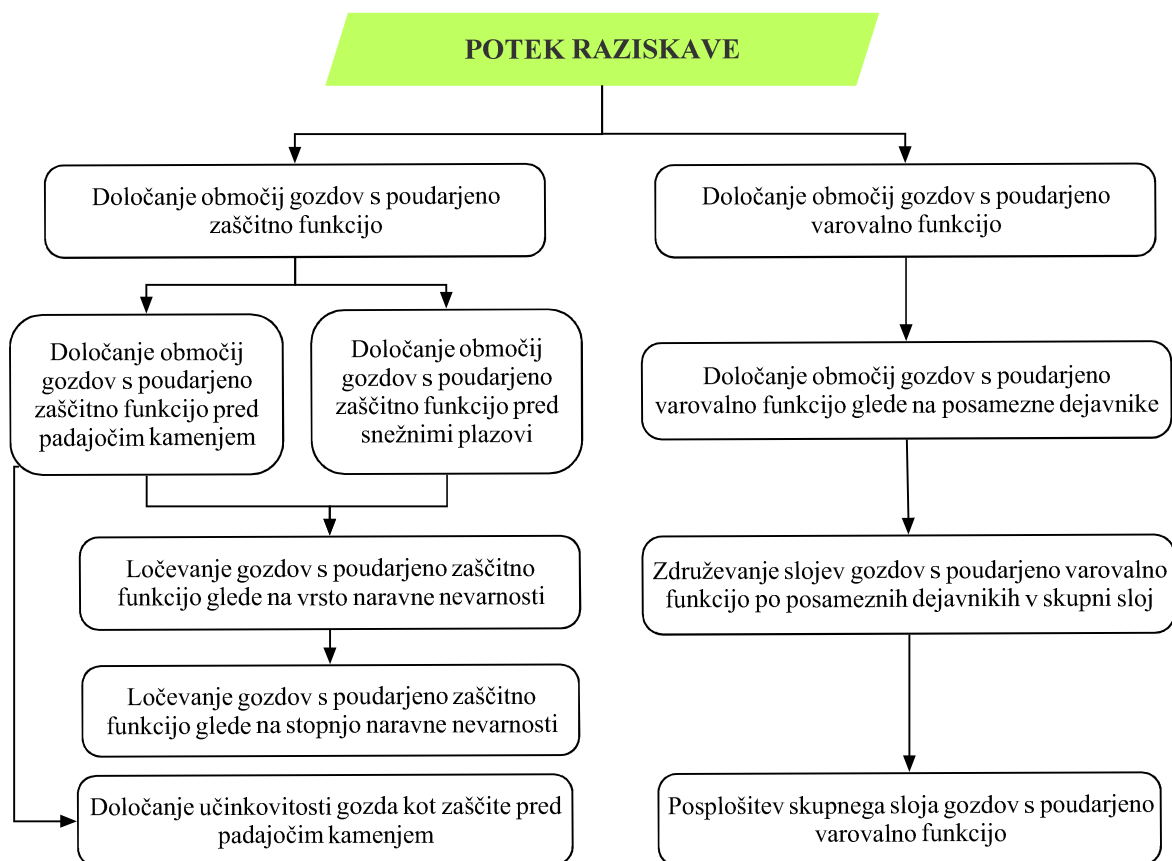 POTEK RAZISKAVE
Določanje območij gozdov s poudarjeno
zaščitno funkcijo
Določanje območij gozdov s poudarjeno
varovalno funkcijo
Določanje območij
gozdov s poudarjeno
zaščitno funkcijo pred
padajočim kamenjem
Določanje območij
gozdov s poudarjeno
zaščitno funkcijo pred
snežnimi plazovi
Določanje območij gozdov s poudarjeno
varovalno funkcijo glede na posamezne dejavnike
Ločevanje gozdov s poudarjeno zaščitno
funkcijo glede na vrsto naravne nevarnosti
Združevanje slojev gozdov s poudarjeno varovalno
funkcijo po posameznih dejavnikih v skupni sloj
Ločevanje gozdov s poudarjeno zaščitno
funkcijo glede na stopnjo naravne nevarnosti
Določanje učinkovitosti gozda kot zaščite pred
padajočim kamenjem
Posplošitev skupnega sloja gozdov s poudarjeno
varovalno funkcijo